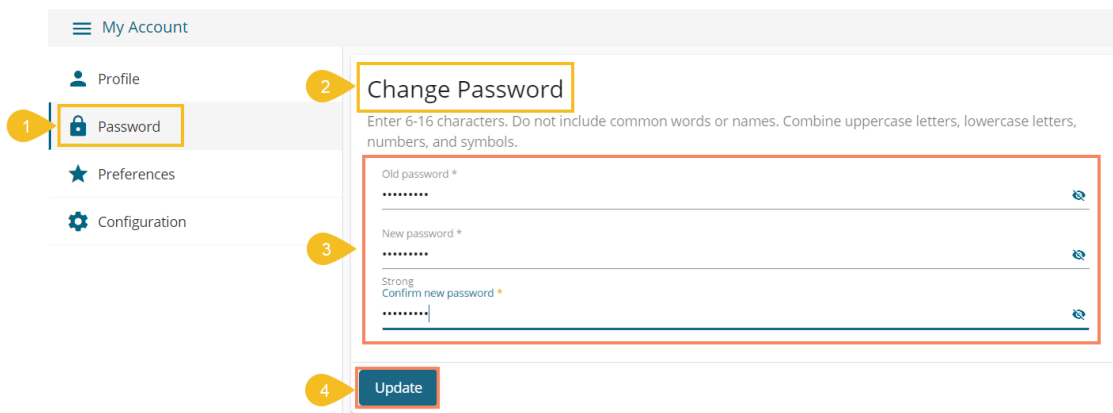 My Account
Profile
1
Password
Preferences
Configuration
2
Change Password
Enter 6-16 characters. Do not include common words or names. Combine uppercase letters, lowercase letters,
numbers, and symbols.
3
Old password *
•••••••••
New password *
•••••••••
Strong
Confirm new password *
•••••••••
4
Update